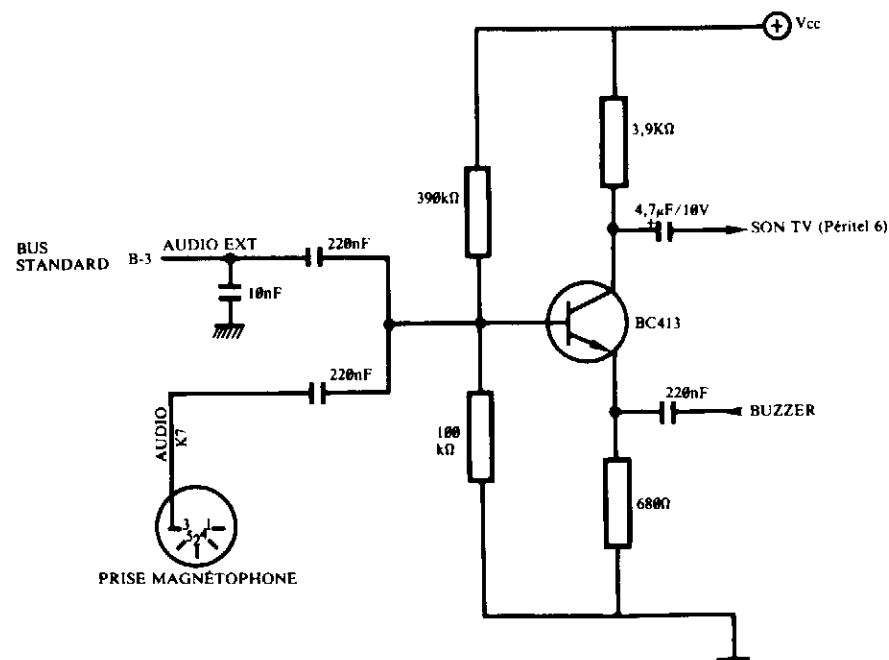 Vcc
3,9KΩ
390kΩ
4,7µF/10V
+
SON TV (Péritel 6)
BUS
STANDARD
B-3
AUDIO EXT
220nF
10nF
BC413
220nF
220nF
BUZZER
AUDIO
K7
100
kΩ
680Ω
3 1
5 2 4
PRISE MAGNÉTOPHONE